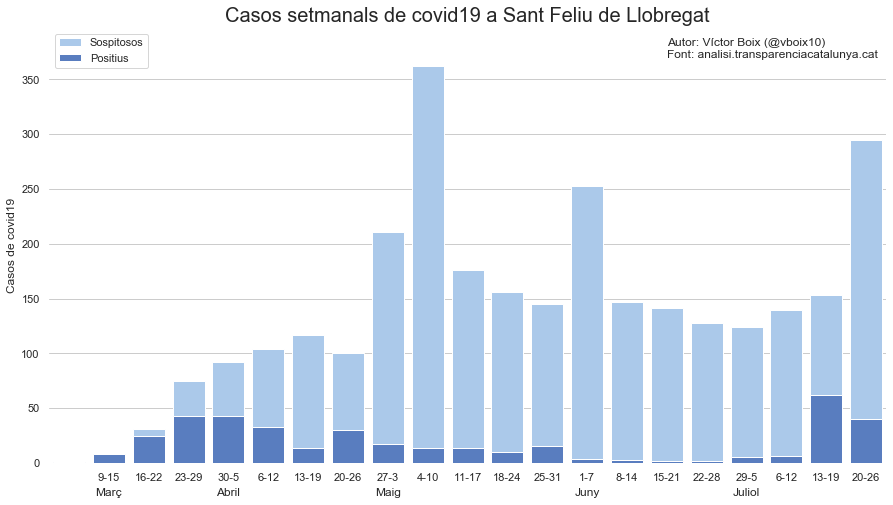 Casos setmanals de covid19 a Sant Feliu de Llobregat
Sospitosos
Positius
Autor: Víctor Boix (@vboix10)
Font: analisi.transparenciacatalunya.cat
Casos de covid19
350
300
250
200
150
100
50
0
9-15 16-22 23-29 30-5 6-12 13-19 20-26 27-3 4-10 11-17 18-24 25-31 1-7 8-14 15-21 22-28 29-5 6-12 13-19 20-26
Març Abril Maig Juny Juliol